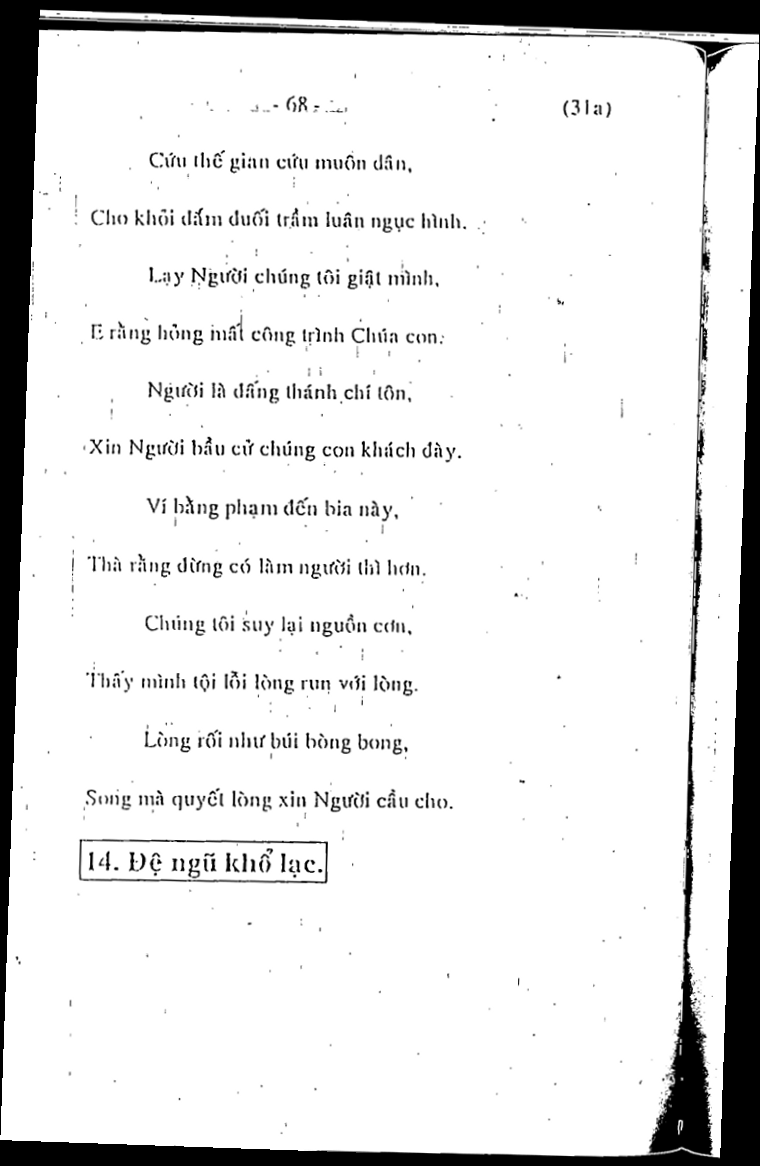 - 68 - (31a)
Cứu thế gian cứu muôn dân,
Cho khỏi đắm đuối trầm luân ngục hình.
Lạy Người chúng tôi giật mình,
E rằng hỏng mất công trình Chúa con.
Người là đấng thánh chí tôn,
Xin Người bầu cử chúng con khách đày.
Ví bằng phạm đến bia này,
Thà rằng đừng có làm người thì hơn.
Chúng tôi suy lại nguồn cơn,
Thấy mình tội lỗi lòng run với lòng.
Lòng rối như búi bòng bong,
Song mà quyết lòng xin Người cầu cho.
14. Đệ ngũ khổ lạc.